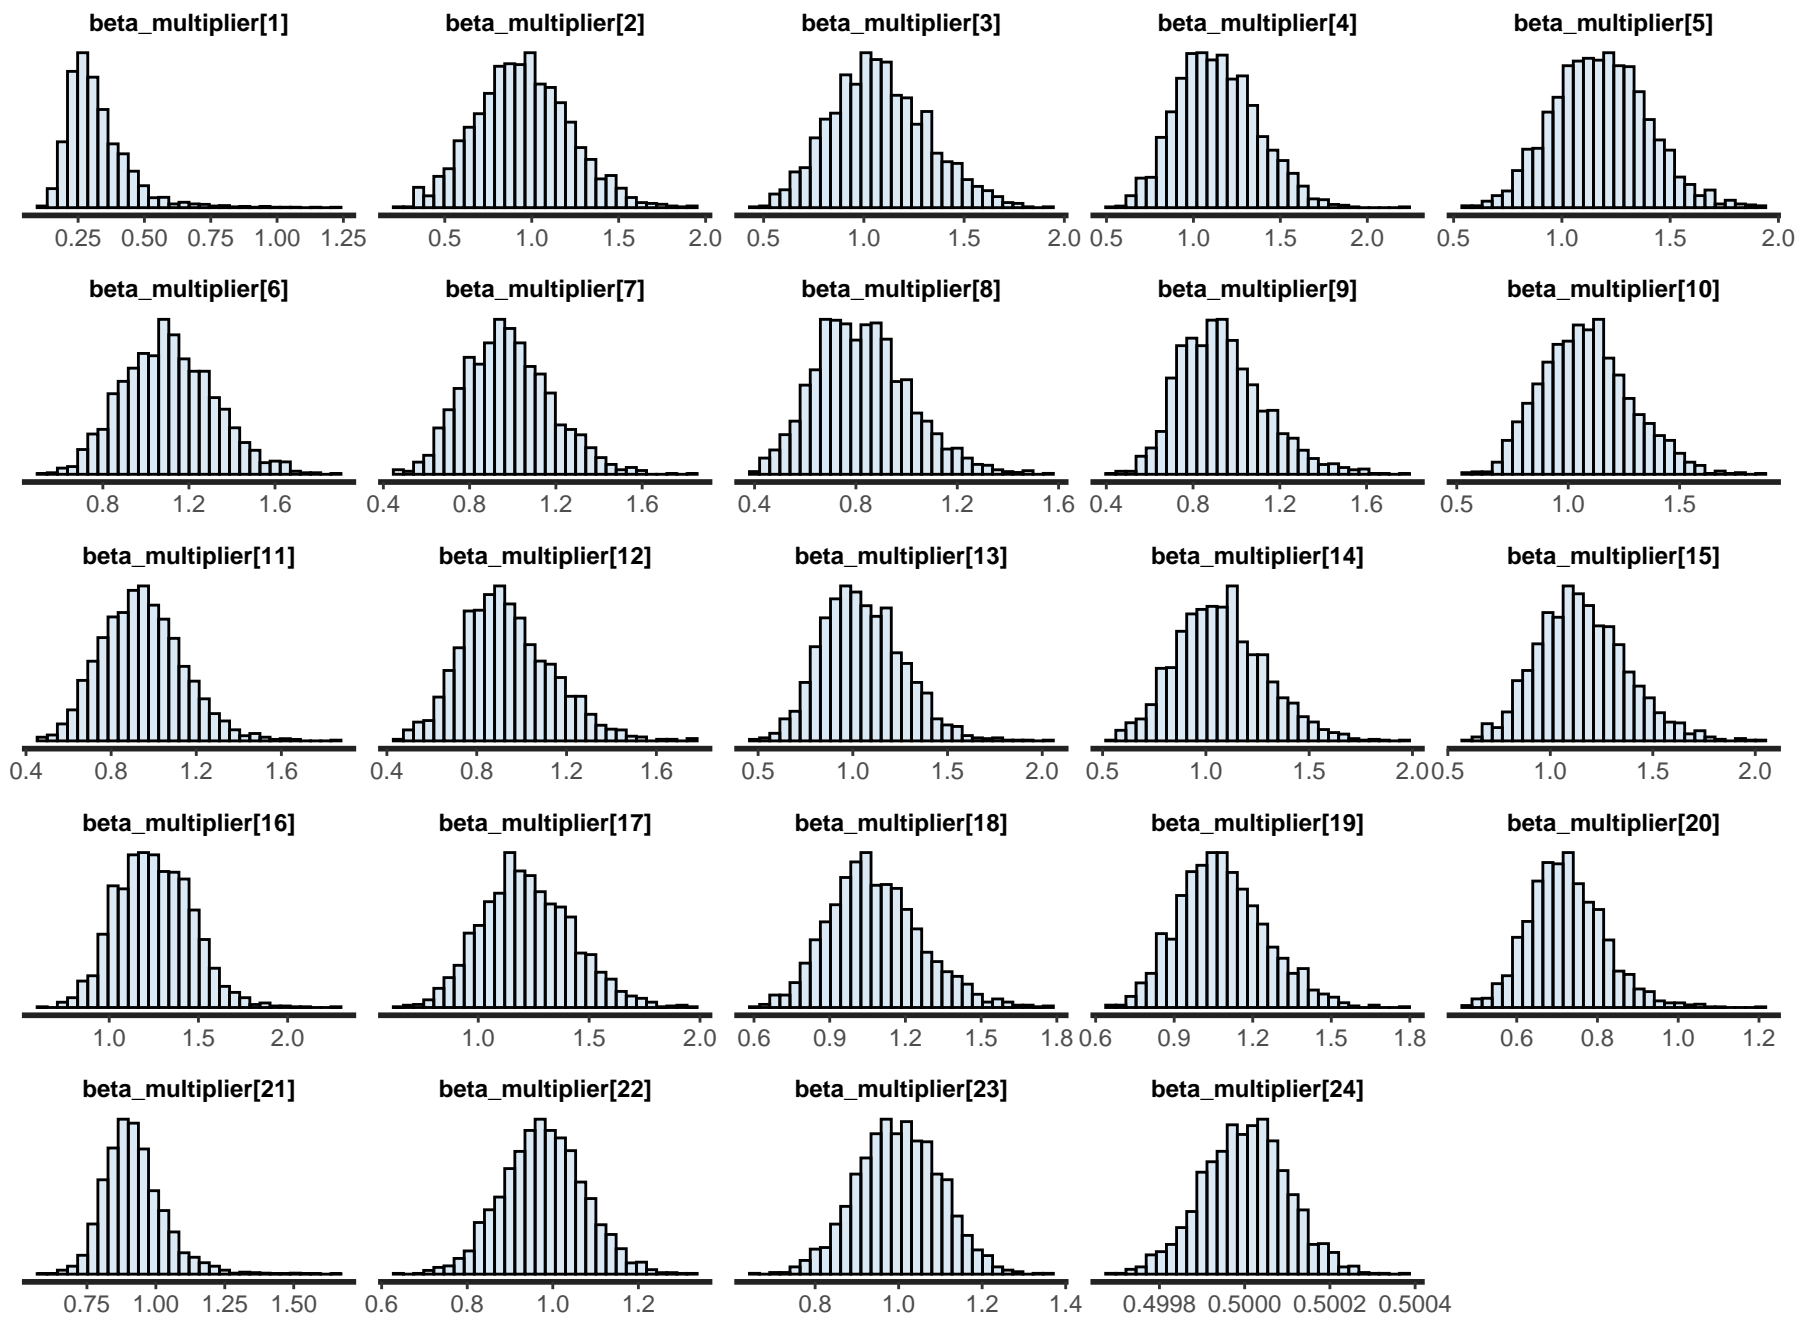 beta_multiplier[1] beta_multiplier[2] beta_multiplier[3] beta_multiplier[4] beta_multiplier[5]
0.25 0.50 0.75 1.00 1.25 0.5 1.0 1.5 2.0 0.5 1.0 1.5 2.0 0.5 1.0 1.5 2.0 0.5 1.0 1.5 2.0
beta_multiplier[6] beta_multiplier[7] beta_multiplier[8] beta_multiplier[9] beta_multiplier[10]
0.8 1.2 1.6 0.4 0.8 1.2 1.6 0.4 0.8 1.2 1.6 0.4 0.8 1.2 1.6 0.5 1.0 1.5
beta_multiplier[11] beta_multiplier[12] beta_multiplier[13] beta_multiplier[14] beta_multiplier[15]
0.4 0.8 1.2 1.6 0.4 0.8 1.2 1.6 0.5 1.0 1.5 2.0 0.5 1.0 1.5 2.0 0.5 1.0 1.5 2.0
beta_multiplier[16] beta_multiplier[17] beta_multiplier[18] beta_multiplier[19] beta_multiplier[20]
1.0 1.5 2.0 1.0 1.5 2.0 0.6 0.9 1.2 1.5 1.8 0.6 0.9 1.2 1.5 1.8 0.6 0.8 1.0 1.2
beta_multiplier[21] beta_multiplier[22] beta_multiplier[23] beta_multiplier[24]
0.75 1.00 1.25 1.50 0.6 0.8 1.0 1.2 0.8 1.0 1.2 1.4 0.4998 0.5000 0.5002 0.5004